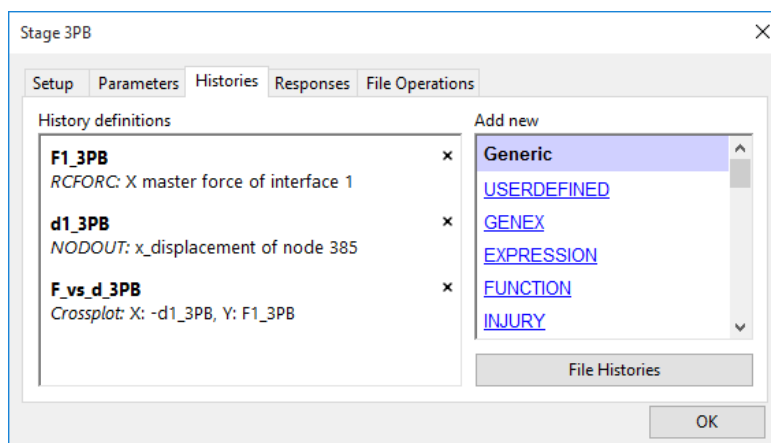 Stage 3PB
Setup Parameters Histories Responses File Operations
History definitions
F1_3PB
RCFORC: X master force of interface 1
d1_3PB
NODOUT: x_displacement of node 385
F_vs_d_3PB
Crossplot: X: -d1_3PB, Y: F1_3PB
Add new
Generic
USERDEFINED
GENEX
EXPRESSION
FUNCTION
INJURY
File Histories
OK